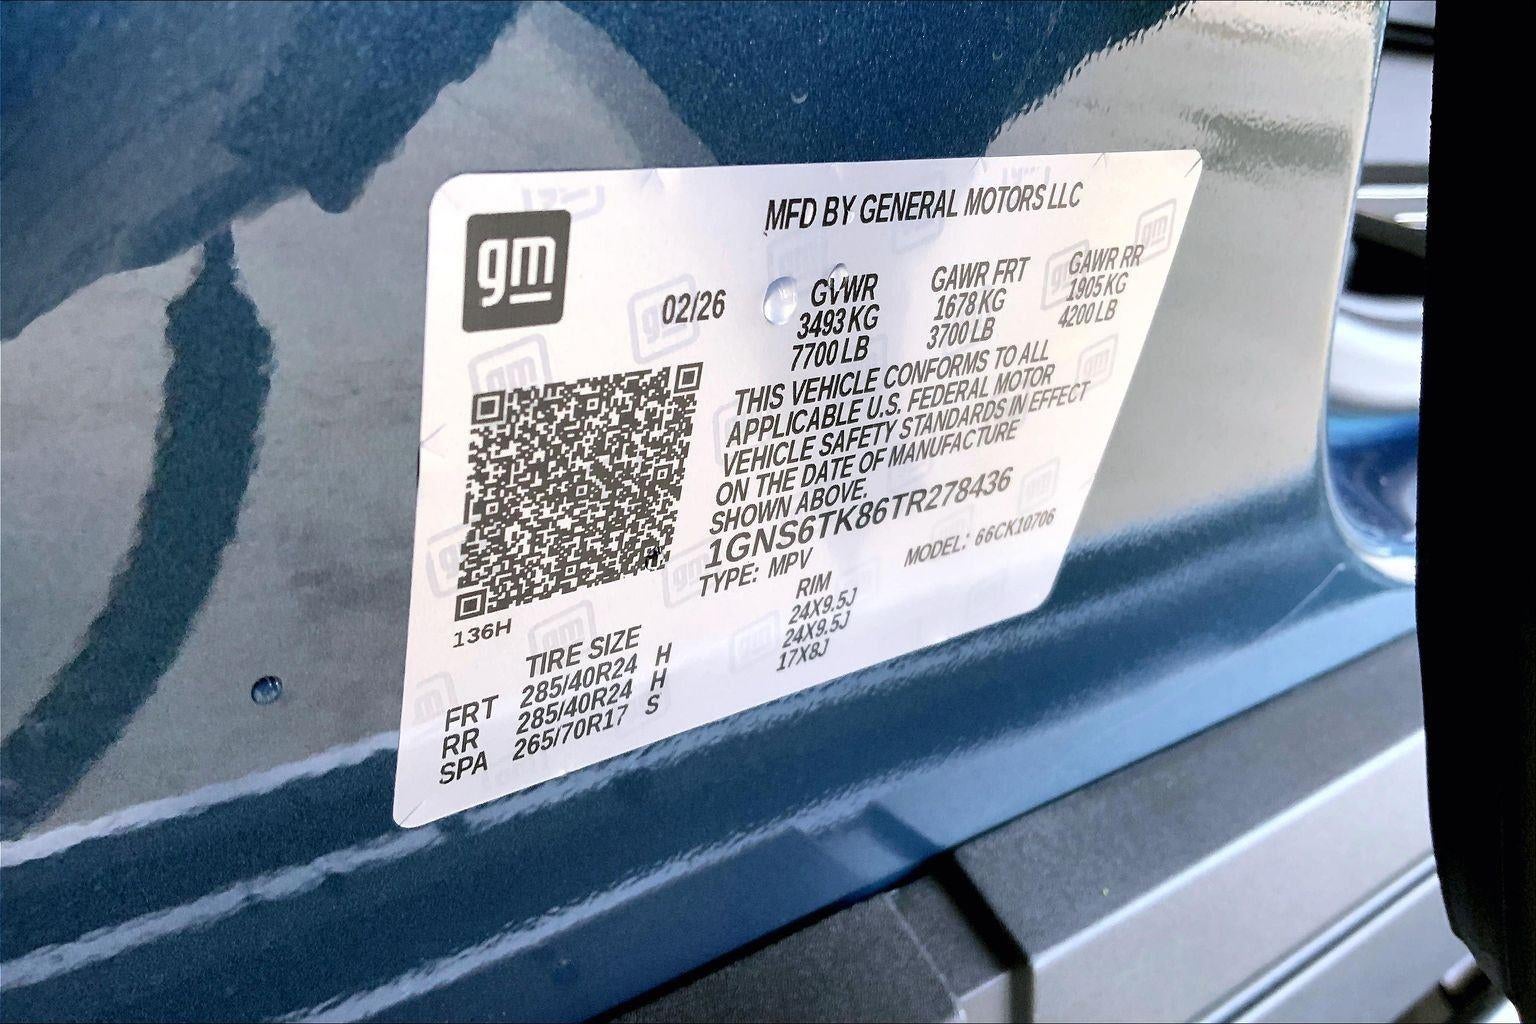 gm
MFD BY GENERAL MOTORS LLC
02/26
GVWR GAWR FRT GAWR RR
3493 KG 1678 KG 1905 KG
7700 LB 3700 LB 4200 LB
THIS VEHICLE CONFORMS TO ALL
APPLICABLE U.S. FEDERAL MOTOR
VEHICLE SAFETY STANDARDS IN EFFECT
ON THE DATE OF MANUFACTURE
SHOWN ABOVE.
1GNS6TK86TR278436
TYPE: MPV MODEL: 66CK10706
136H
TIRE SIZE RIM
FRT 285/40R24 H 24X9.5J
RR 285/40R24 H 24X9.5J
SPA 265/70R17 S 17X8J